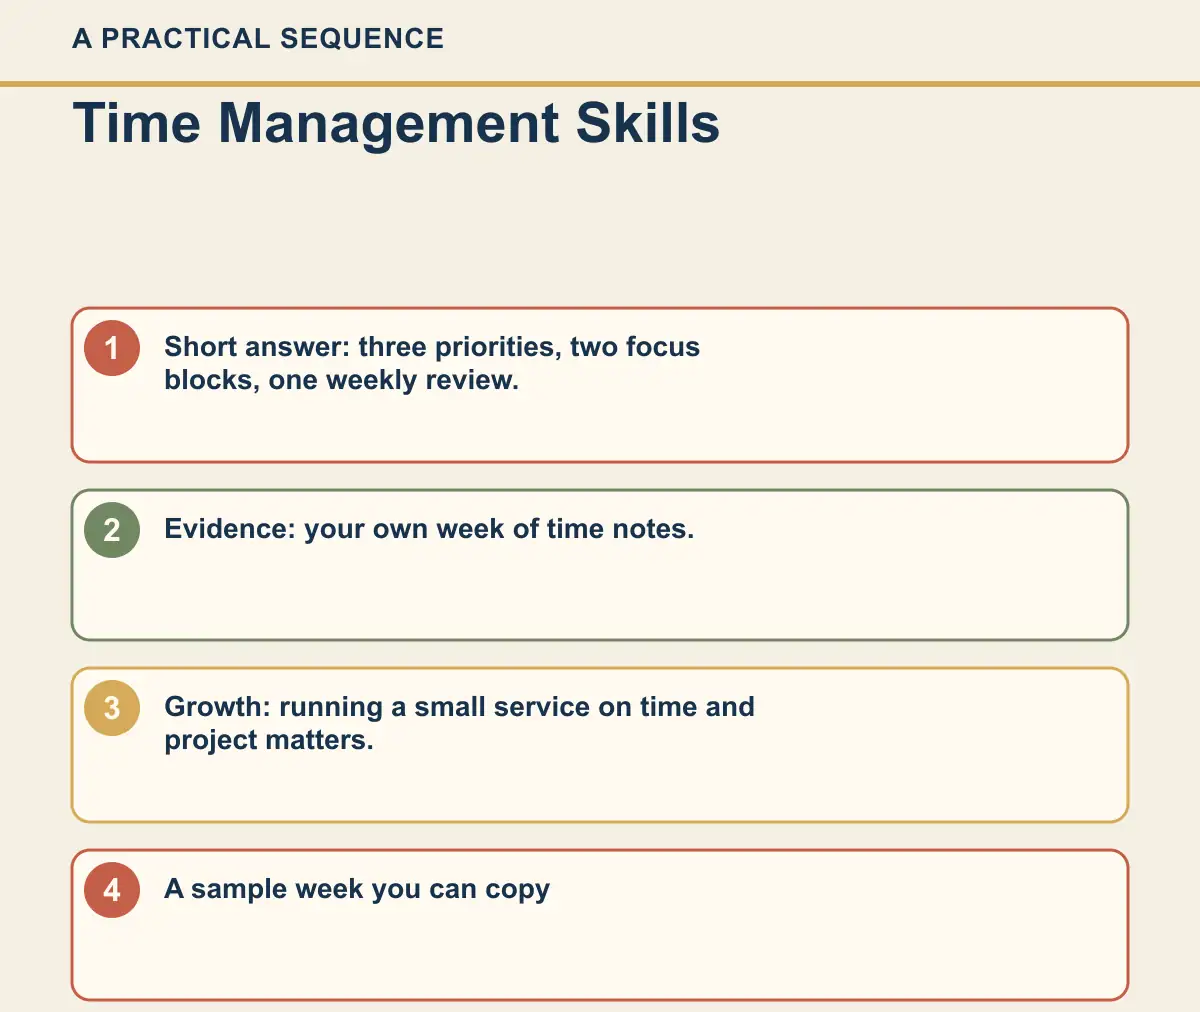 A PRACTICAL SEQUENCE
Time Management Skills
1
Short answer: three priorities, two focus
blocks, one weekly review.
2
Evidence: your own week of time notes.
3
Growth: running a small service on time and
project matters.
4
A sample week you can copy